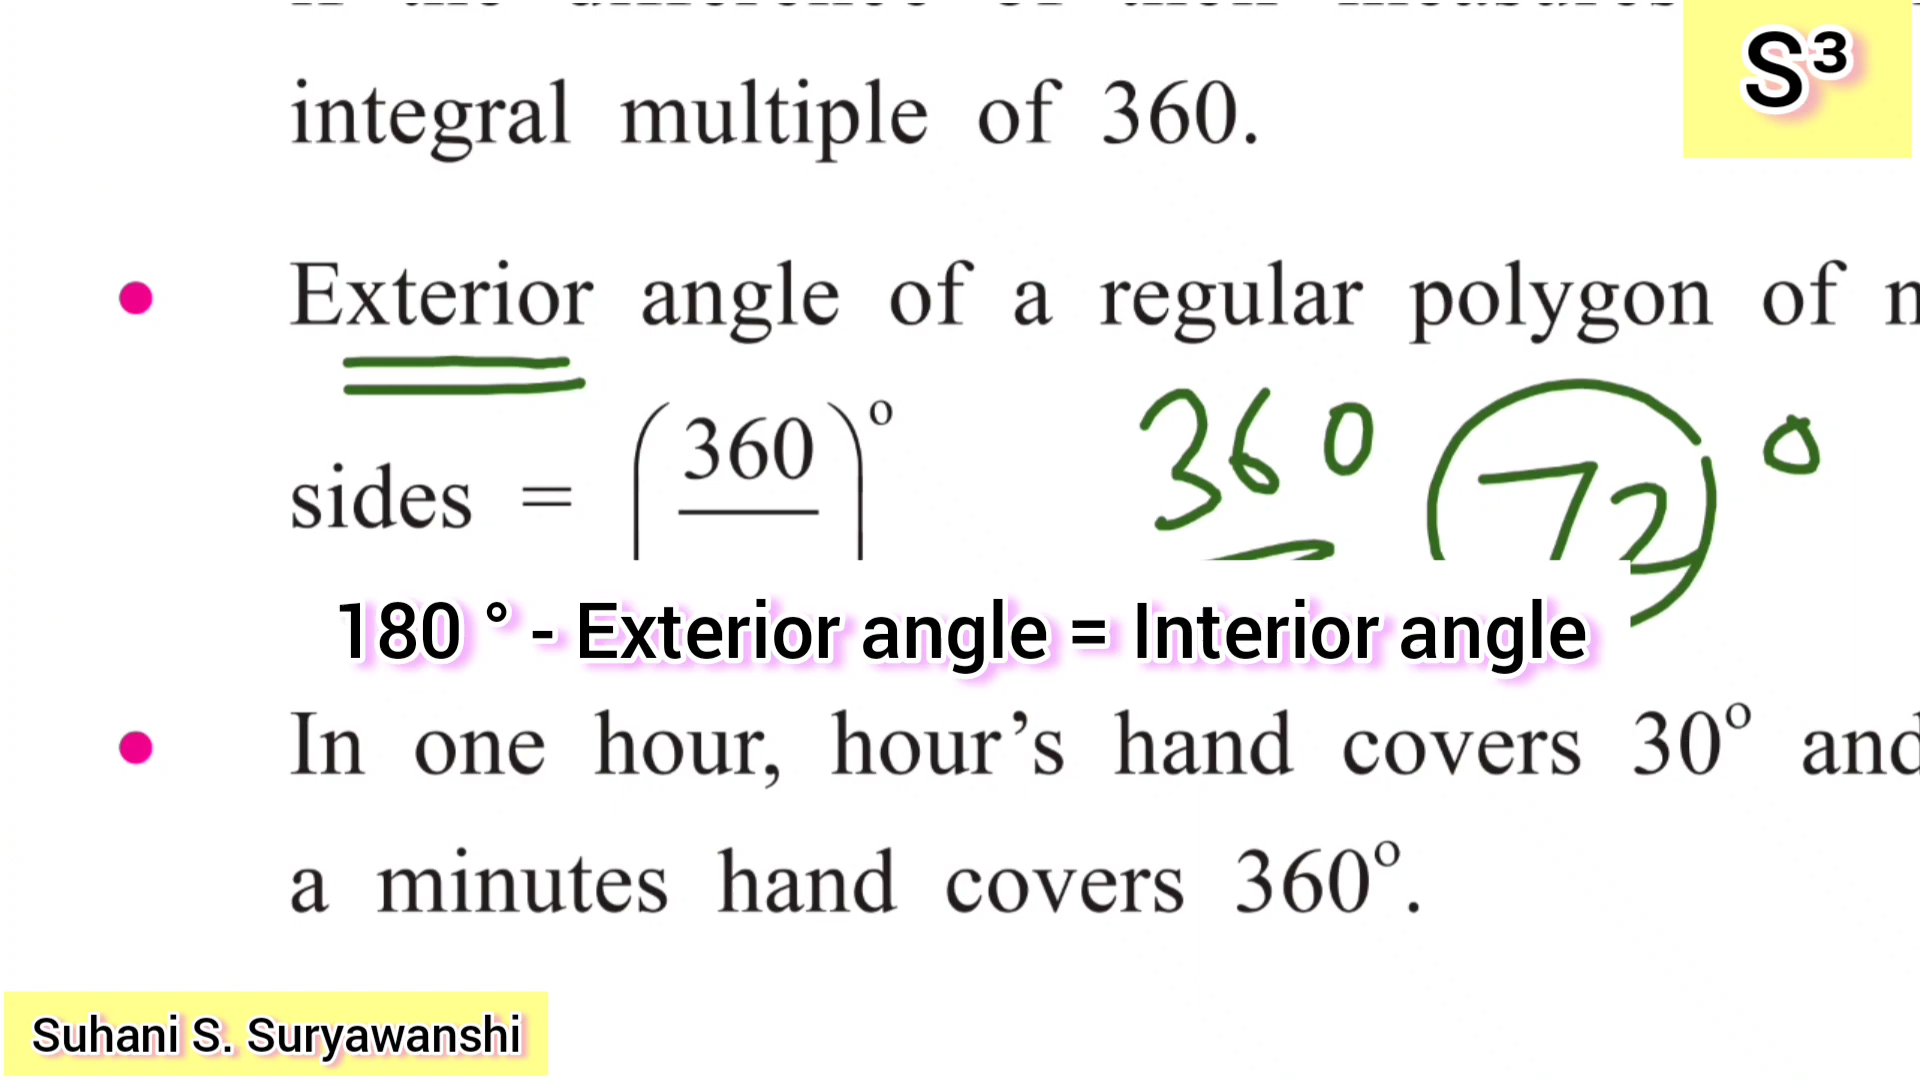 S³
integral multiple of 360.
• Exterior angle of a regular polygon of n
360 72°
sides = (360)°
180 ° - Exterior angle = Interior angle
• In one hour, hour’s hand covers 30° and
a minutes hand covers 360°.
Suhani S. Suryawanshi